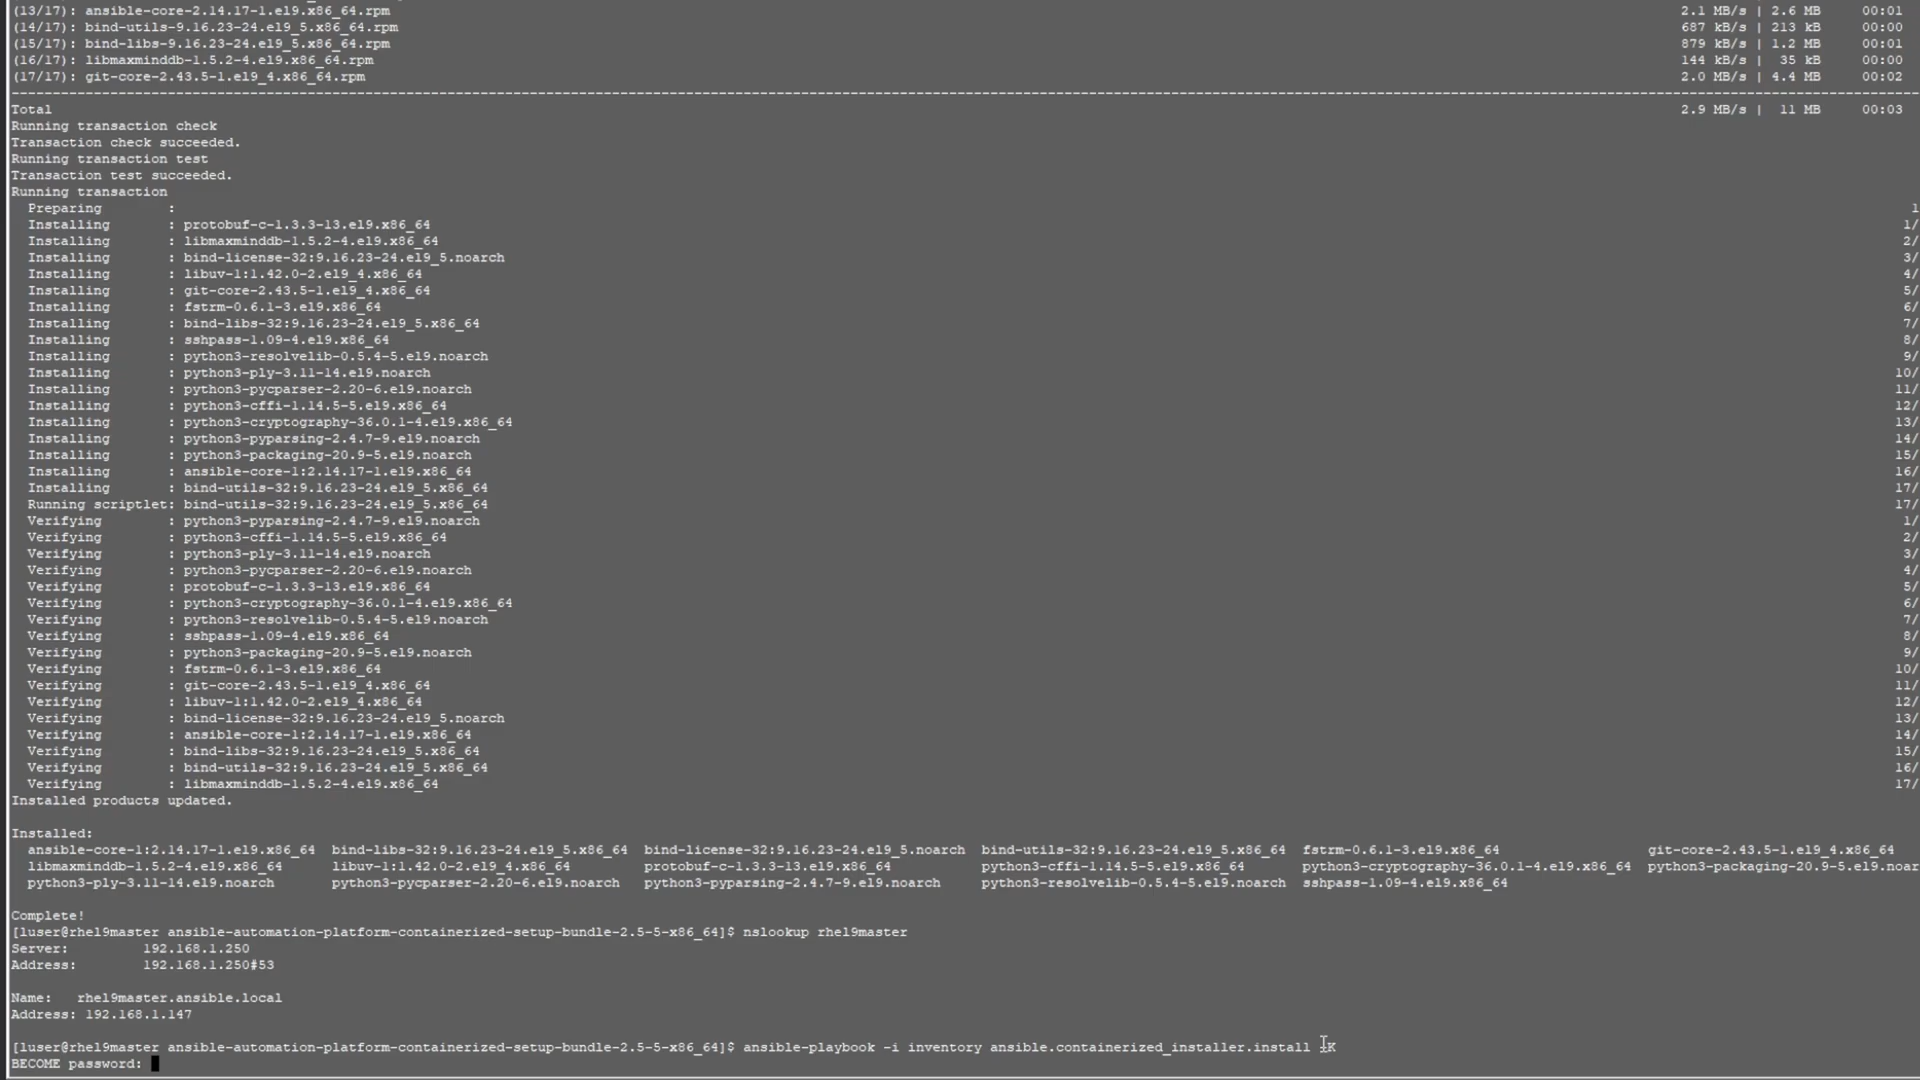 (13/17): ansible-core-2.14.17-1.el9.x86_64.rpm 2.1 MB/s | 2.6 MB 00:01
(14/17): bind-utils-9.16.23-24.el9_5.x86_64.rpm 687 kB/s | 213 kB 00:00
(15/17): bind-libs-9.16.23-24.el9_5.x86_64.rpm 879 kB/s | 1.2 MB 00:01
(16/17): libmaxminddb-1.5.2-4.el9.x86_64.rpm 144 kB/s | 35 kB 00:00
(17/17): git-core-2.43.5-1.el9_4.x86_64.rpm 2.0 MB/s | 4.4 MB 00:02
Total 2.9 MB/s | 11 MB 00:03
Running transaction check
Transaction check succeeded.
Running transaction test
Transaction test succeeded.
Running transaction
Preparing : 1
Installing : protobuf-c-1.3.3-13.el9.x86_64 1/
Installing : libmaxminddb-1.5.2-4.el9.x86_64 2/
Installing : bind-license-32:9.16.23-24.el9_5.noarch 3/
Installing : libuv-1:1.42.0-2.el9_4.x86_64 4/
Installing : git-core-2.43.5-1.el9_4.x86_64 5/
Installing : fstrm-0.6.1-3.el9.x86_64 6/
Installing : bind-libs-32:9.16.23-24.el9_5.x86_64 7/
Installing : sshpass-1.09-4.el9.x86_64 8/
Installing : python3-resolvelib-0.5.4-5.el9.noarch 9/
Installing : python3-ply-3.11-14.el9.noarch 10/
Installing : python3-pycparser-2.20-6.el9.noarch 11/
Installing : python3-cffi-1.14.5-5.el9.x86_64 12/
Installing : python3-cryptography-36.0.1-4.el9.x86_64 13/
Installing : python3-pyparsing-2.4.7-9.el9.noarch 14/
Installing : python3-packaging-20.9-5.el9.noarch 15/
Installing : ansible-core-1:2.14.17-1.el9.x86_64 16/
Installing : bind-utils-32:9.16.23-24.el9_5.x86_64 17/
Running scriptlet: bind-utils-32:9.16.23-24.el9_5.x86_64 17/
Verifying : python3-pyparsing-2.4.7-9.el9.noarch 1/
Verifying : python3-cffi-1.14.5-5.el9.x86_64 2/
Verifying : python3-ply-3.11-14.el9.noarch 3/
Verifying : python3-pycparser-2.20-6.el9.noarch 4/
Verifying : protobuf-c-1.3.3-13.el9.x86_64 5/
Verifying : python3-cryptography-36.0.1-4.el9.x86_64 6/
Verifying : python3-resolvelib-0.5.4-5.el9.noarch 7/
Verifying : sshpass-1.09-4.el9.x86_64 8/
Verifying : python3-packaging-20.9-5.el9.noarch 9/
Verifying : fstrm-0.6.1-3.el9.x86_64 10/
Verifying : git-core-2.43.5-1.el9_4.x86_64 11/
Verifying : libuv-1:1.42.0-2.el9_4.x86_64 12/
Verifying : bind-license-32:9.16.23-24.el9_5.noarch 13/
Verifying : ansible-core-1:2.14.17-1.el9.x86_64 14/
Verifying : bind-libs-32:9.16.23-24.el9_5.x86_64 15/
Verifying : bind-utils-32:9.16.23-24.el9_5.x86_64 16/
Verifying : libmaxminddb-1.5.2-4.el9.x86_64 17/
Installed products updated.
Installed:
ansible-core-1:2.14.17-1.el9.x86_64 bind-libs-32:9.16.23-24.el9_5.x86_64 bind-license-32:9.16.23-24.el9_5.noarch bind-utils-32:9.16.23-24.el9_5.x86_64 fstrm-0.6.1-3.el9.x86_64 git-core-2.43.5-1.el9_4.x86_64
libmaxminddb-1.5.2-4.el9.x86_64 libuv-1:1.42.0-2.el9_4.x86_64 protobuf-c-1.3.3-13.el9.x86_64 python3-cffi-1.14.5-5.el9.x86_64 python3-cryptography-36.0.1-4.el9.x86_64 python3-packaging-20.9-5.el9.noar
python3-ply-3.11-14.el9.noarch python3-pycparser-2.20-6.el9.noarch python3-pyparsing-2.4.7-9.el9.noarch python3-resolvelib-0.5.4-5.el9.noarch sshpass-1.09-4.el9.x86_64
Complete!
[luser@rhel9master ansible-automation-platform-containerized-setup-bundle-2.5-5-x86_64]$ nslookup rhel9master
Server: 192.168.1.250
Address: 192.168.1.250#53
Name: rhel9master.ansible.local
Address: 192.168.1.147
[luser@rhel9master ansible-automation-platform-containerized-setup-bundle-2.5-5-x86_64]$ ansible-playbook -i inventory ansible.containerized_installer.install K
BECOME password: